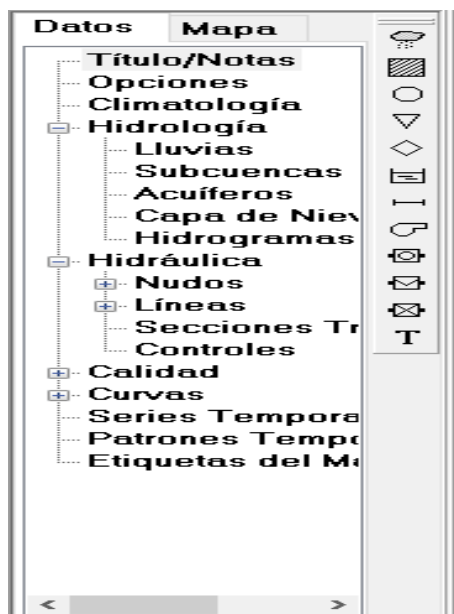 Datos Mapa
Título/Notas
Opciones
Climatología
Hidrología
Lluvias
Subcuencas
Acuíferos
Capa de Niev
Hidrogramas
Hidráulica
Nudos
Líneas
Secciones Tr
Controles
Calidad
Curvas
Series Tempora
Patrones Tempo
Etiquetas del Ma
T